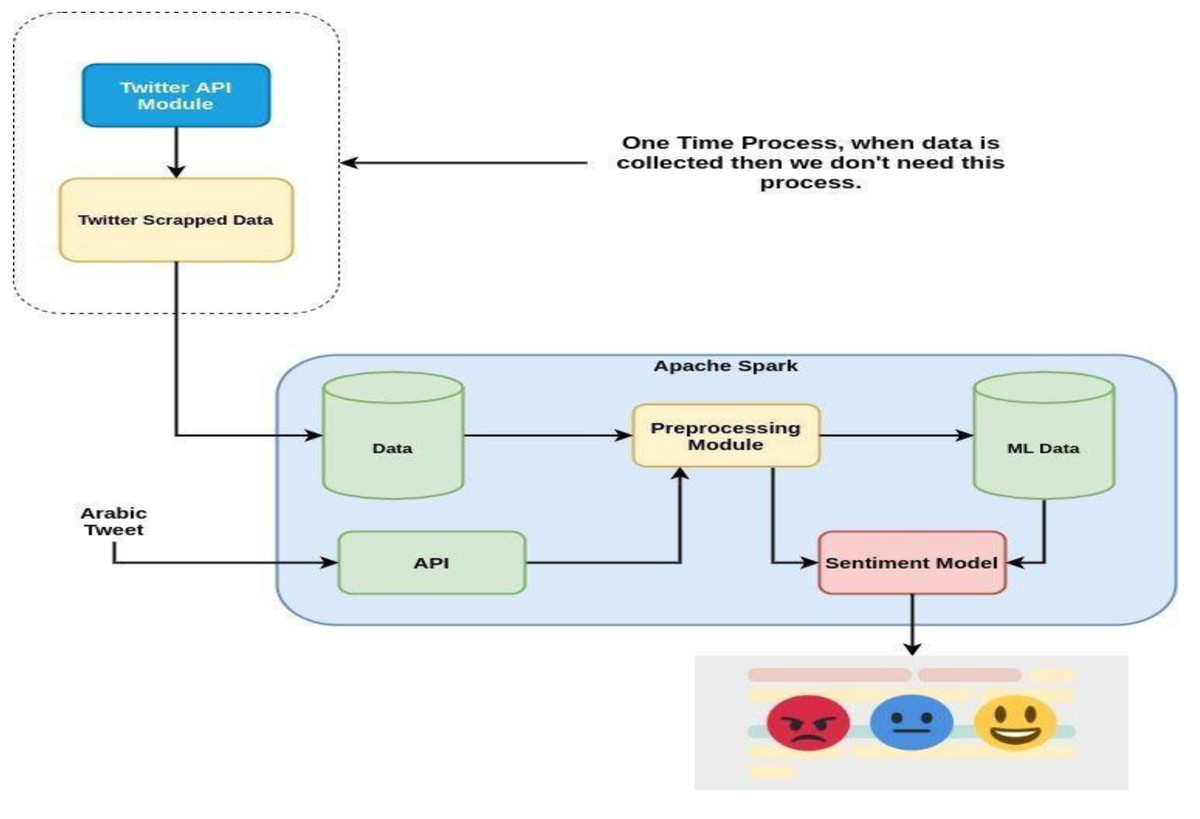 Twitter API
Module
Twitter Scrapped Data
One Time Process, when data is
collected then we don't need this
process.
Apache Spark
Data
Preprocessing
Module
ML Data
Arabic
Tweet
API
Sentiment Model